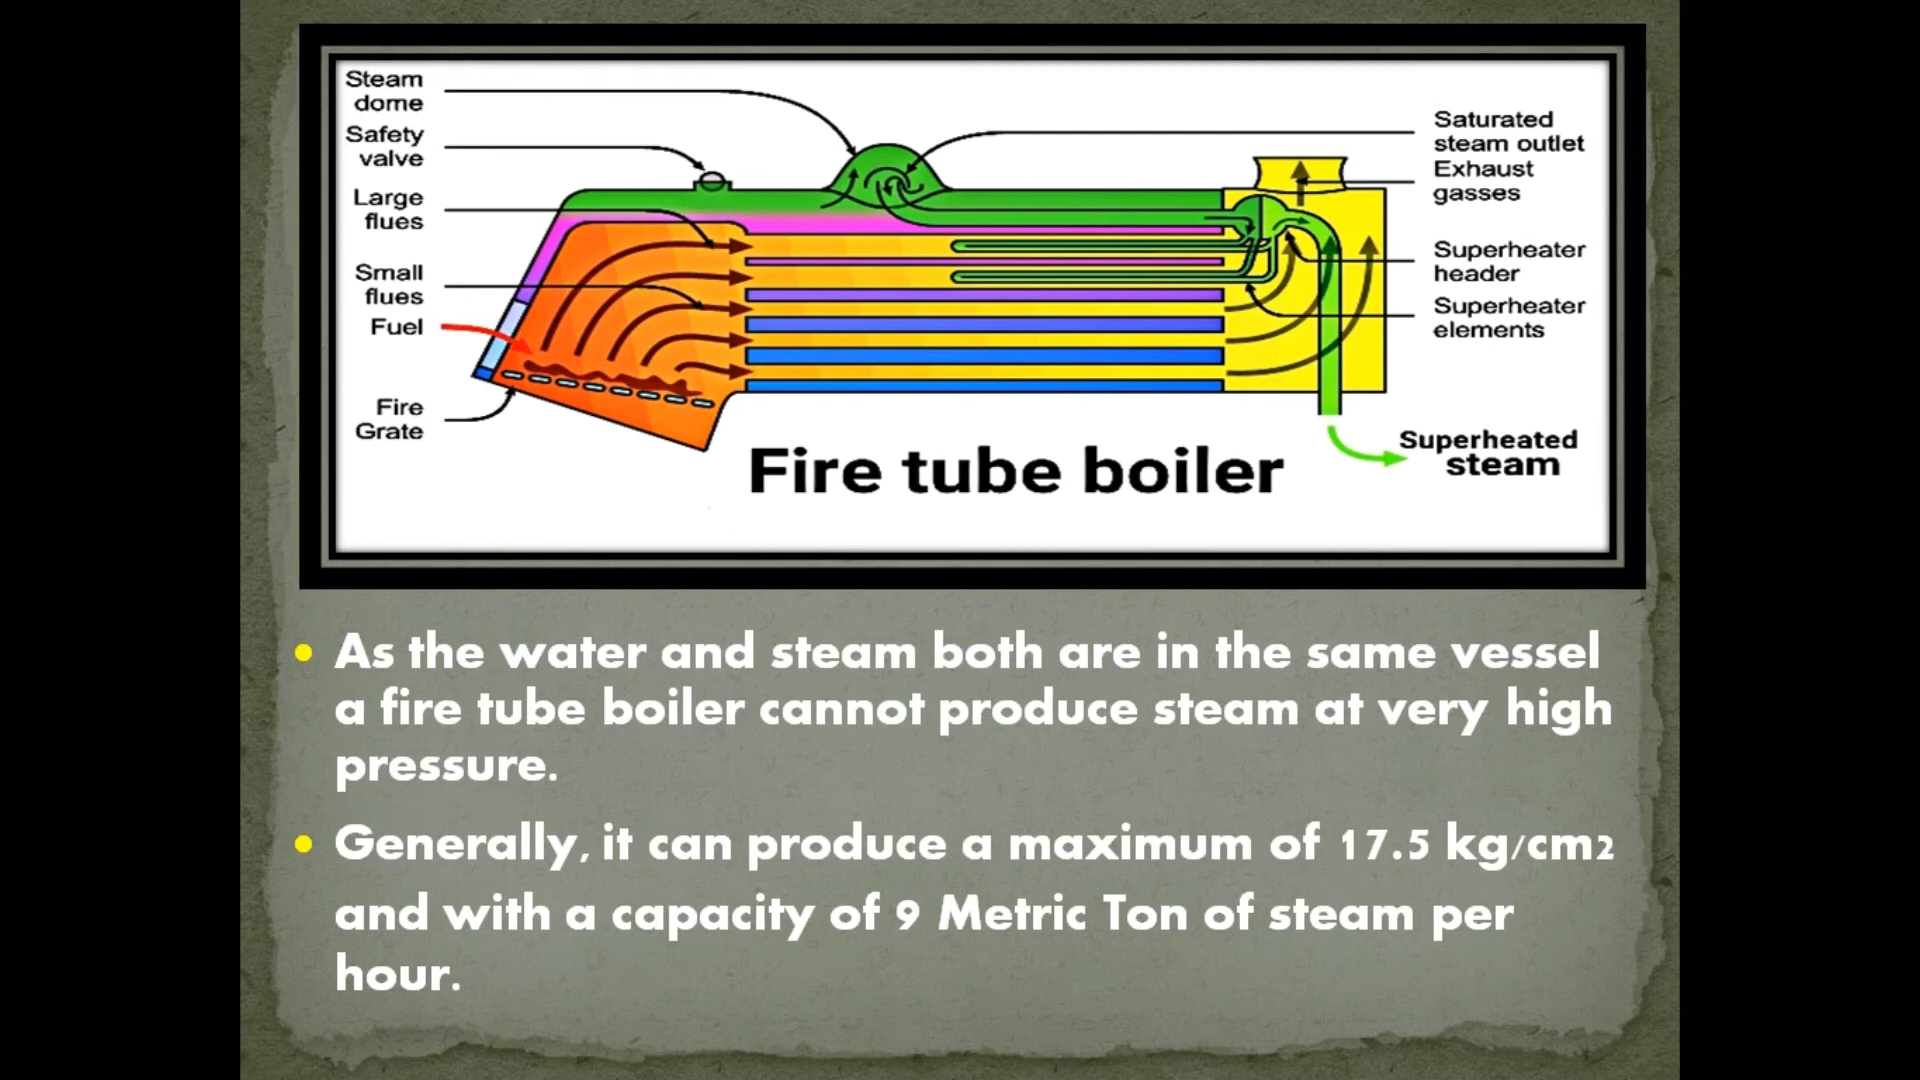 Steam
dome
Safety
valve
Large
flues
Small
flues
Fuel
Fire
Grate
Saturated
steam outlet
Exhaust
gasses
Superheater
header
Superheater
elements
Superheated
steam
Fire tube boiler
• As the water and steam both are in the same vessel
a fire tube boiler cannot produce steam at very high
pressure.
• Generally, it can produce a maximum of 17.5 kg/cm2
and with a capacity of 9 Metric Ton of steam per
hour.